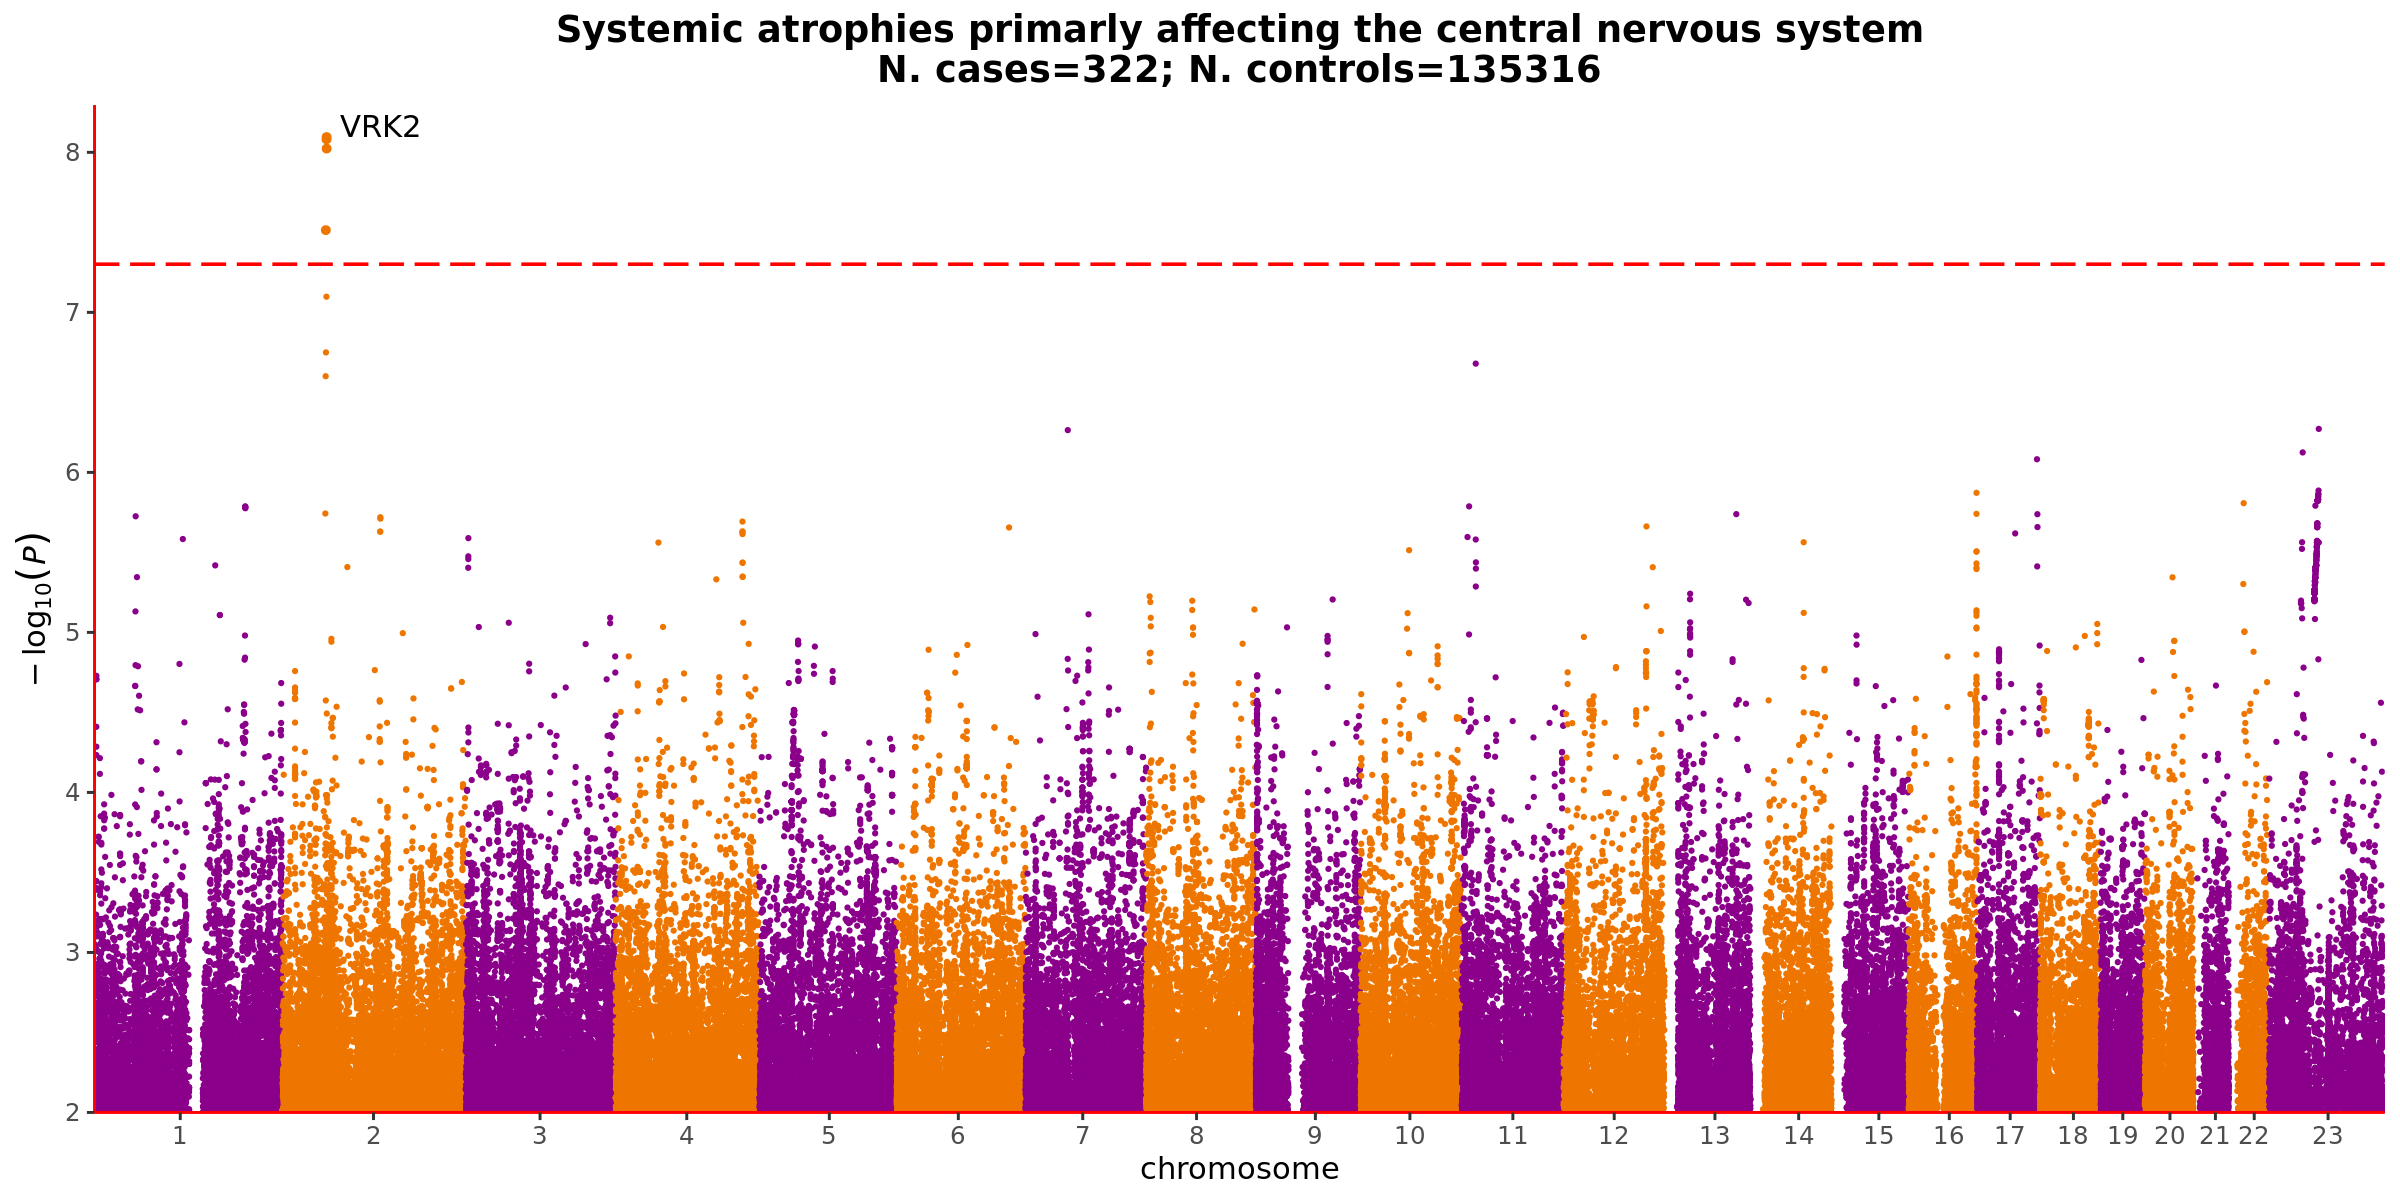 Systemic atrophies primarly affecting the central nervous system
N. cases=322; N. controls=135316
VRK2
8
7
6
5
4
3
2
−log10(P)
1 2 3 4 5 6 7 8 9 10 11 12 13 14 15 16 17 18 19 20 21 22 23
chromosome